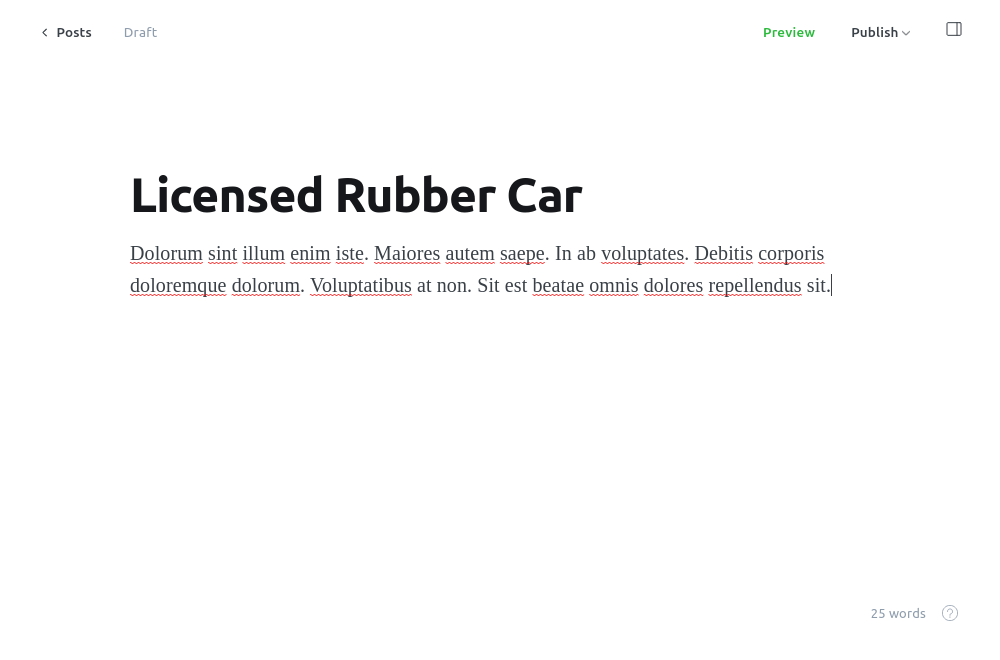 Posts
Draft
Preview
Publish
Licensed Rubber Car
Dolorum sint illum enim iste. Maiores autem saepe. In ab voluptates. Debitis corporis
doloremque dolorum. Voluptatibus at non. Sit est beatae omnis dolores repellendus sit.
25 words
?